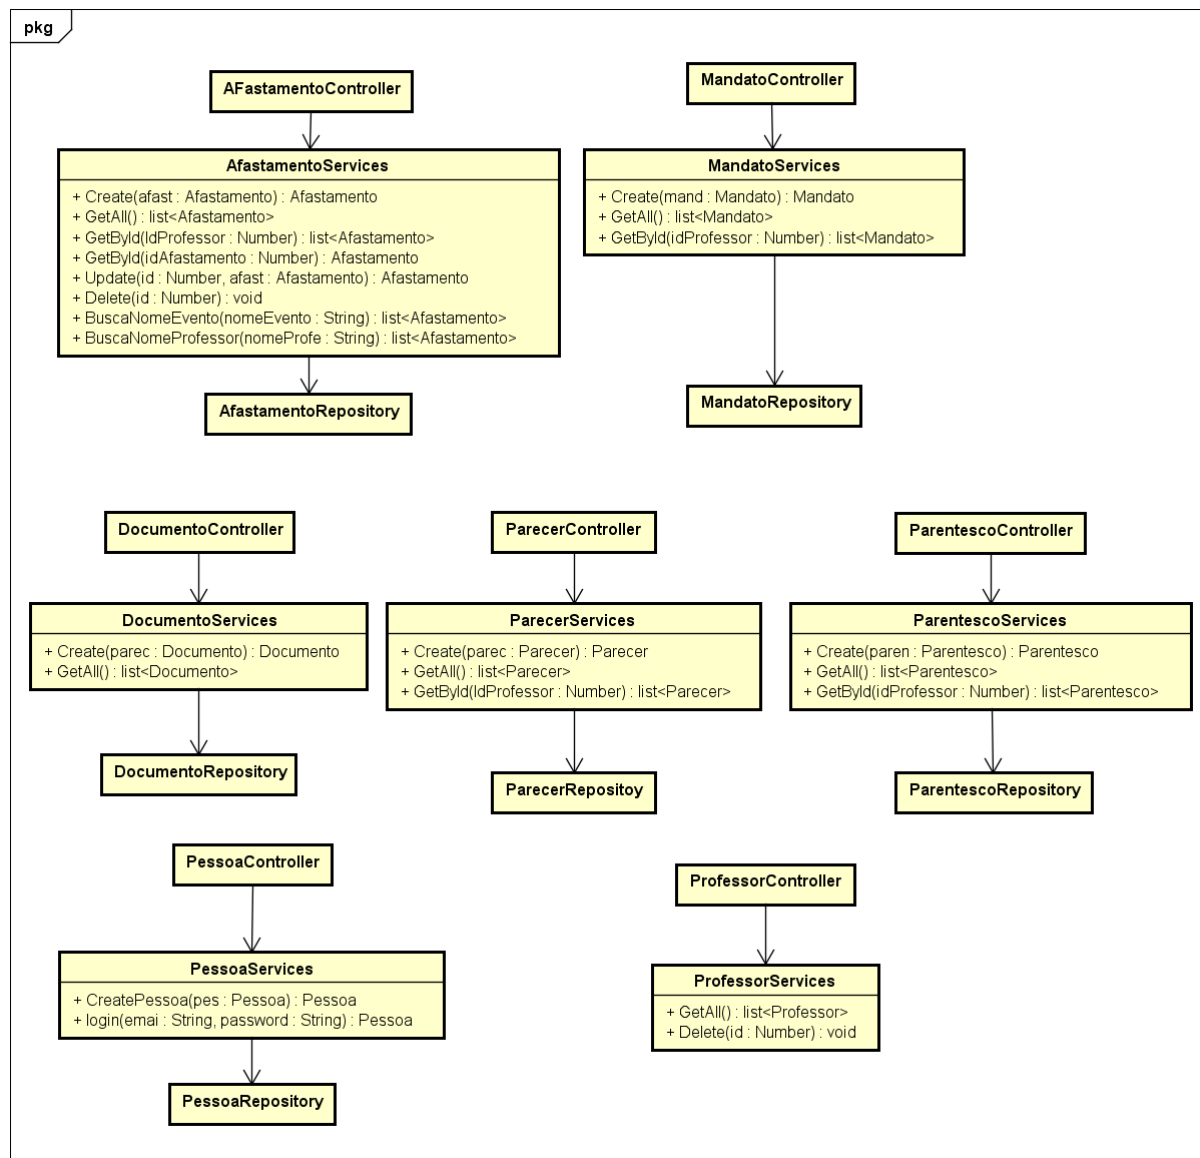 pkg
AFastamentoController
MandatoController
AfastamentoServices
+ Create(afast : Afastamento) : Afastamento
+ GetAll() : list<Afastamento>
+ GetById(IdProfessor : Number) : list<Afastamento>
+ GetById(idAfastamento : Number) : Afastamento
+ Update(id : Number, afast : Afastamento) : Afastamento
+ Delete(id : Number) : void
+ BuscaNomeEvento(nomeEvento : String) : list<Afastamento>
+ BuscaNomeProfessor(nomeProfe : String) : list<Afastamento>
MandatoServices
+ Create(mand : Mandato) : Mandato
+ GetAll() : list<Mandato>
+ GetById(idProfessor : Number) : list<Mandato>
AfastamentoRepository
MandatoRepository
DocumentoController
ParecerController
ParentescoController
DocumentoServices
+ Create(parec : Documento) : Documento
+ GetAll() : list<Documento>
ParecerServices
+ Create(parec : Parecer) : Parecer
+ GetAll() : list<Parecer>
+ GetById(IdProfessor : Number) : list<Parecer>
ParentescoServices
+ Create(paren : Parentesco) : Parentesco
+ GetAll() : list<Parentesco>
+ GetById(idProfessor : Number) : list<Parentesco>
DocumentoRepository
ParecerRepositoy
ParentescoRepository
PessoaController
ProfessorController
PessoaServices
+ CreatePessoa(pes : Pessoa) : Pessoa
+ login(emai : String, password : String) : Pessoa
ProfessorServices
+ GetAll() : list<Professor>
+ Delete(id : Number) : void
PessoaRepository